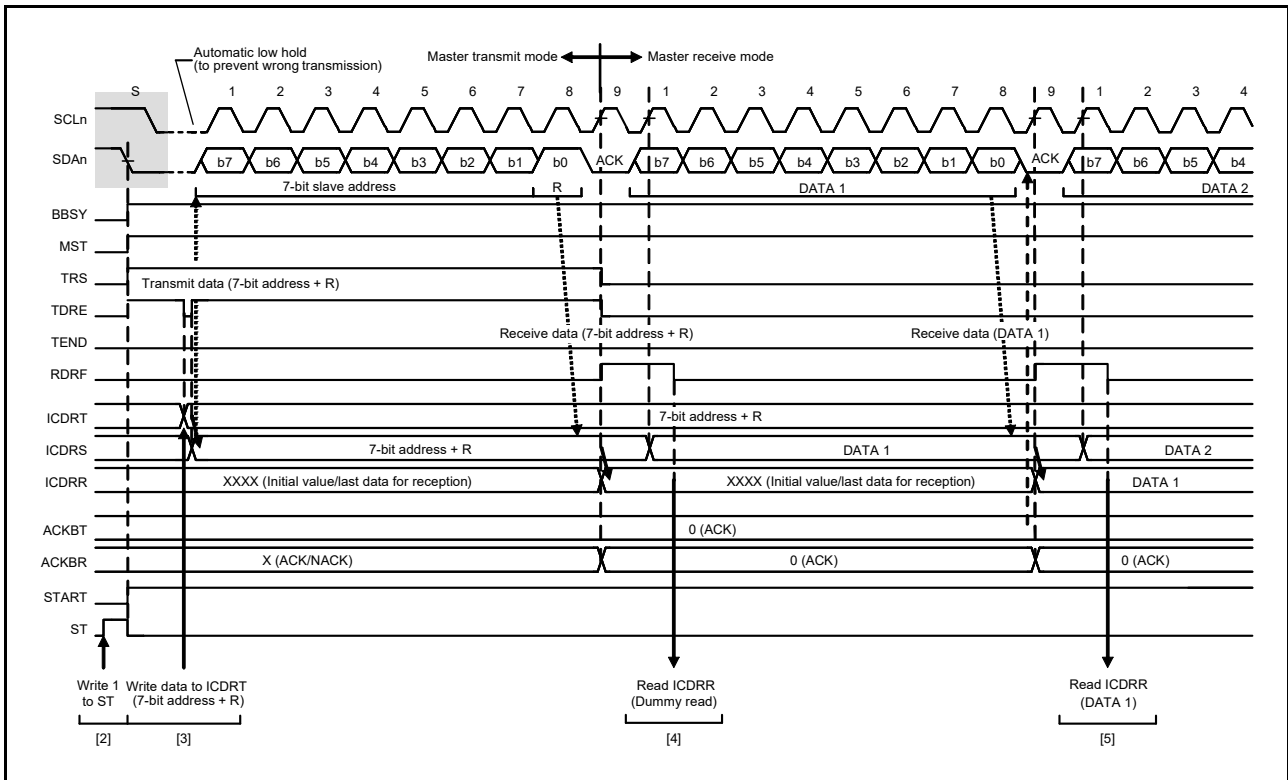 Automatic low hold
(to prevent wrong transmission)
Master transmit mode
Master receive mode
S 1 2 3 4 5 6 7 8 9 1 2 3 4 5 6 7 8 9 1 2 3 4
SCLn
SDAn b7 b6 b5 b4 b3 b2 b1 b0 ACK b7 b6 b5 b4 b3 b2 b1 b0 ACK b7 b6 b5 b4
7-bit slave address R DATA 1 DATA 2
BBSY
MST
TRS
Transmit data (7-bit address + R)
TDRE
Receive data (7-bit address + R) Receive data (DATA 1)
TEND
RDRF
ICDRT 7-bit address + R
ICDRS 7-bit address + R DATA 1 DATA 2
ICDRR XXXX (Initial value/last data for reception) XXXX (Initial value/last data for reception) DATA 1
ACKBT 0 (ACK)
ACKBR X (ACK/NACK) 0 (ACK) 0 (ACK)
START
ST
Write 1
to ST
Write data to ICDRT
(7-bit address + R)
Read ICDRR
(Dummy read)
Read ICDRR
(DATA 1)
[2] [3] [4] [5]